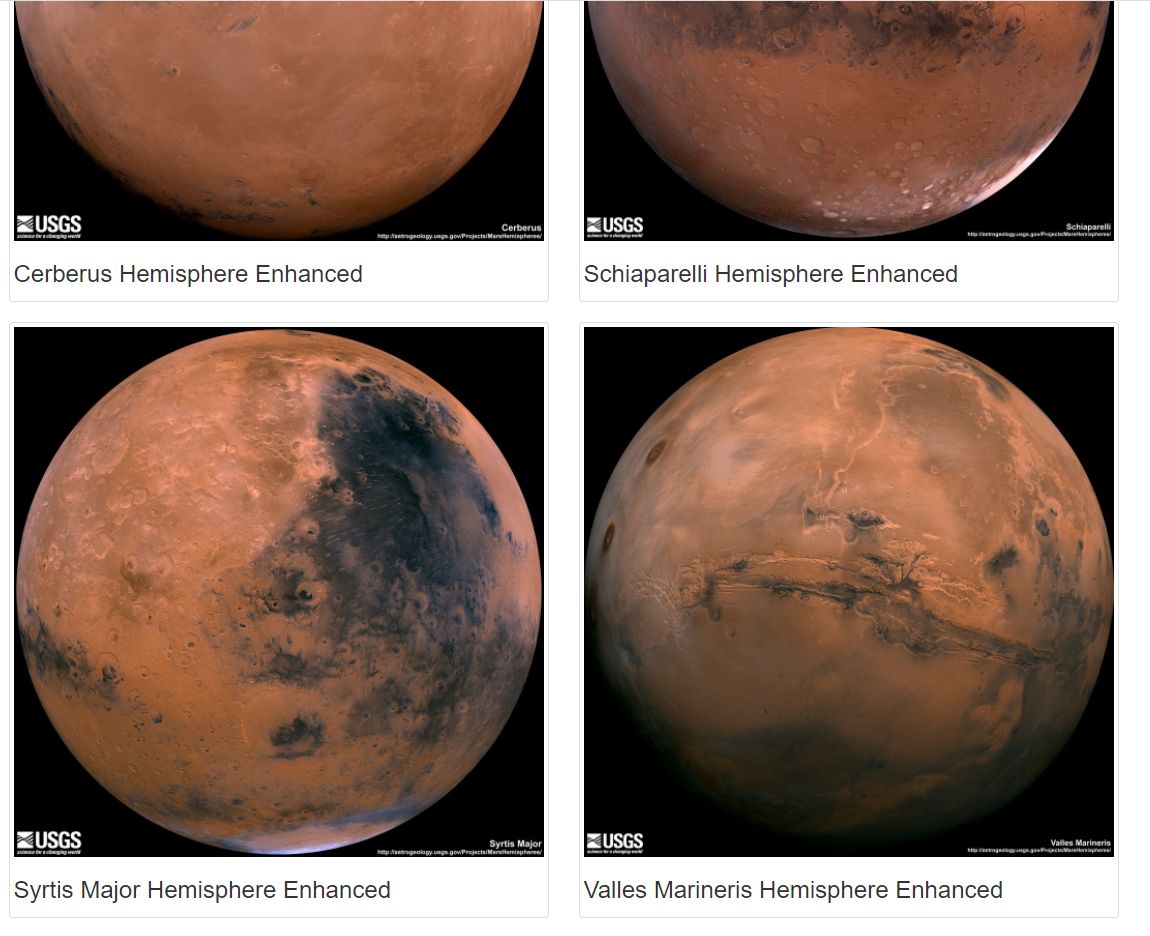 USGS
science for a changing world
Cerberus
http://astrogeology.usgs.gov/Projects/MarsHemispheres/
USGS
science for a changing world
Schiaparelli
http://astrogeology.usgs.gov/Projects/MarsHemispheres/
Cerberus Hemisphere Enhanced
Schiaparelli Hemisphere Enhanced
USGS
science for a changing world
Syrtis Major
http://astrogeology.usgs.gov/Projects/MarsHemispheres/
USGS
science for a changing world
Valles Marineris
http://astrogeology.usgs.gov/Projects/MarsHemispheres/
Syrtis Major Hemisphere Enhanced
Valles Marineris Hemisphere Enhanced